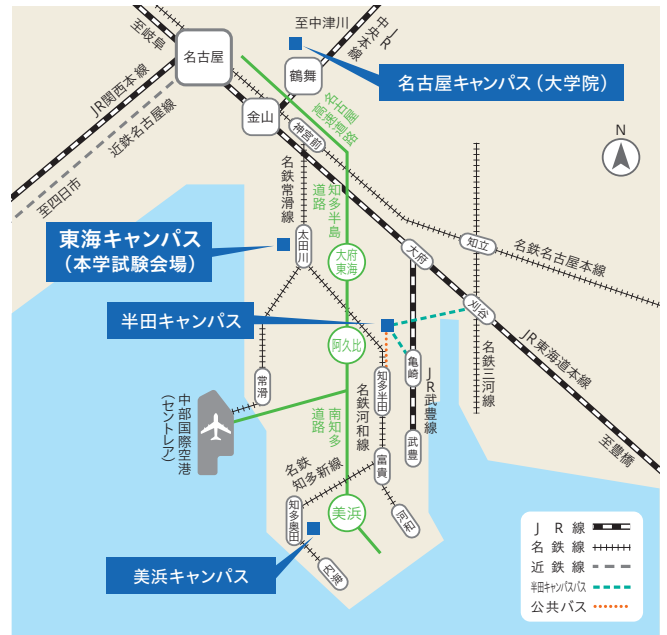 至中津川
JR
中央本線
至岐阜
名古屋
鶴舞
名古屋キャンパス（大学院）
JR関西本線
近鉄名古屋線
至四日市
金山
名古屋
高速道路
神宮前
N
名鉄常滑線
知多半島
道路
東海キャンパス
（本学試験会場）
太田川
大府
東海
大府
知立
名鉄名古屋本線
半田キャンパス
刈谷
阿久比
亀崎
名鉄三河線
JR東海道本線
常滑
知多半田
名鉄河和線
JR武豊線
中部国際空港
（セントレア）
南知多
道路
武豊
至豊橋
名鉄
知多新線
富貴
知多奥田
美浜
河和
内海
美浜キャンパス
JR線
名鉄線
近鉄線
半田キャンパスバス
公共バス